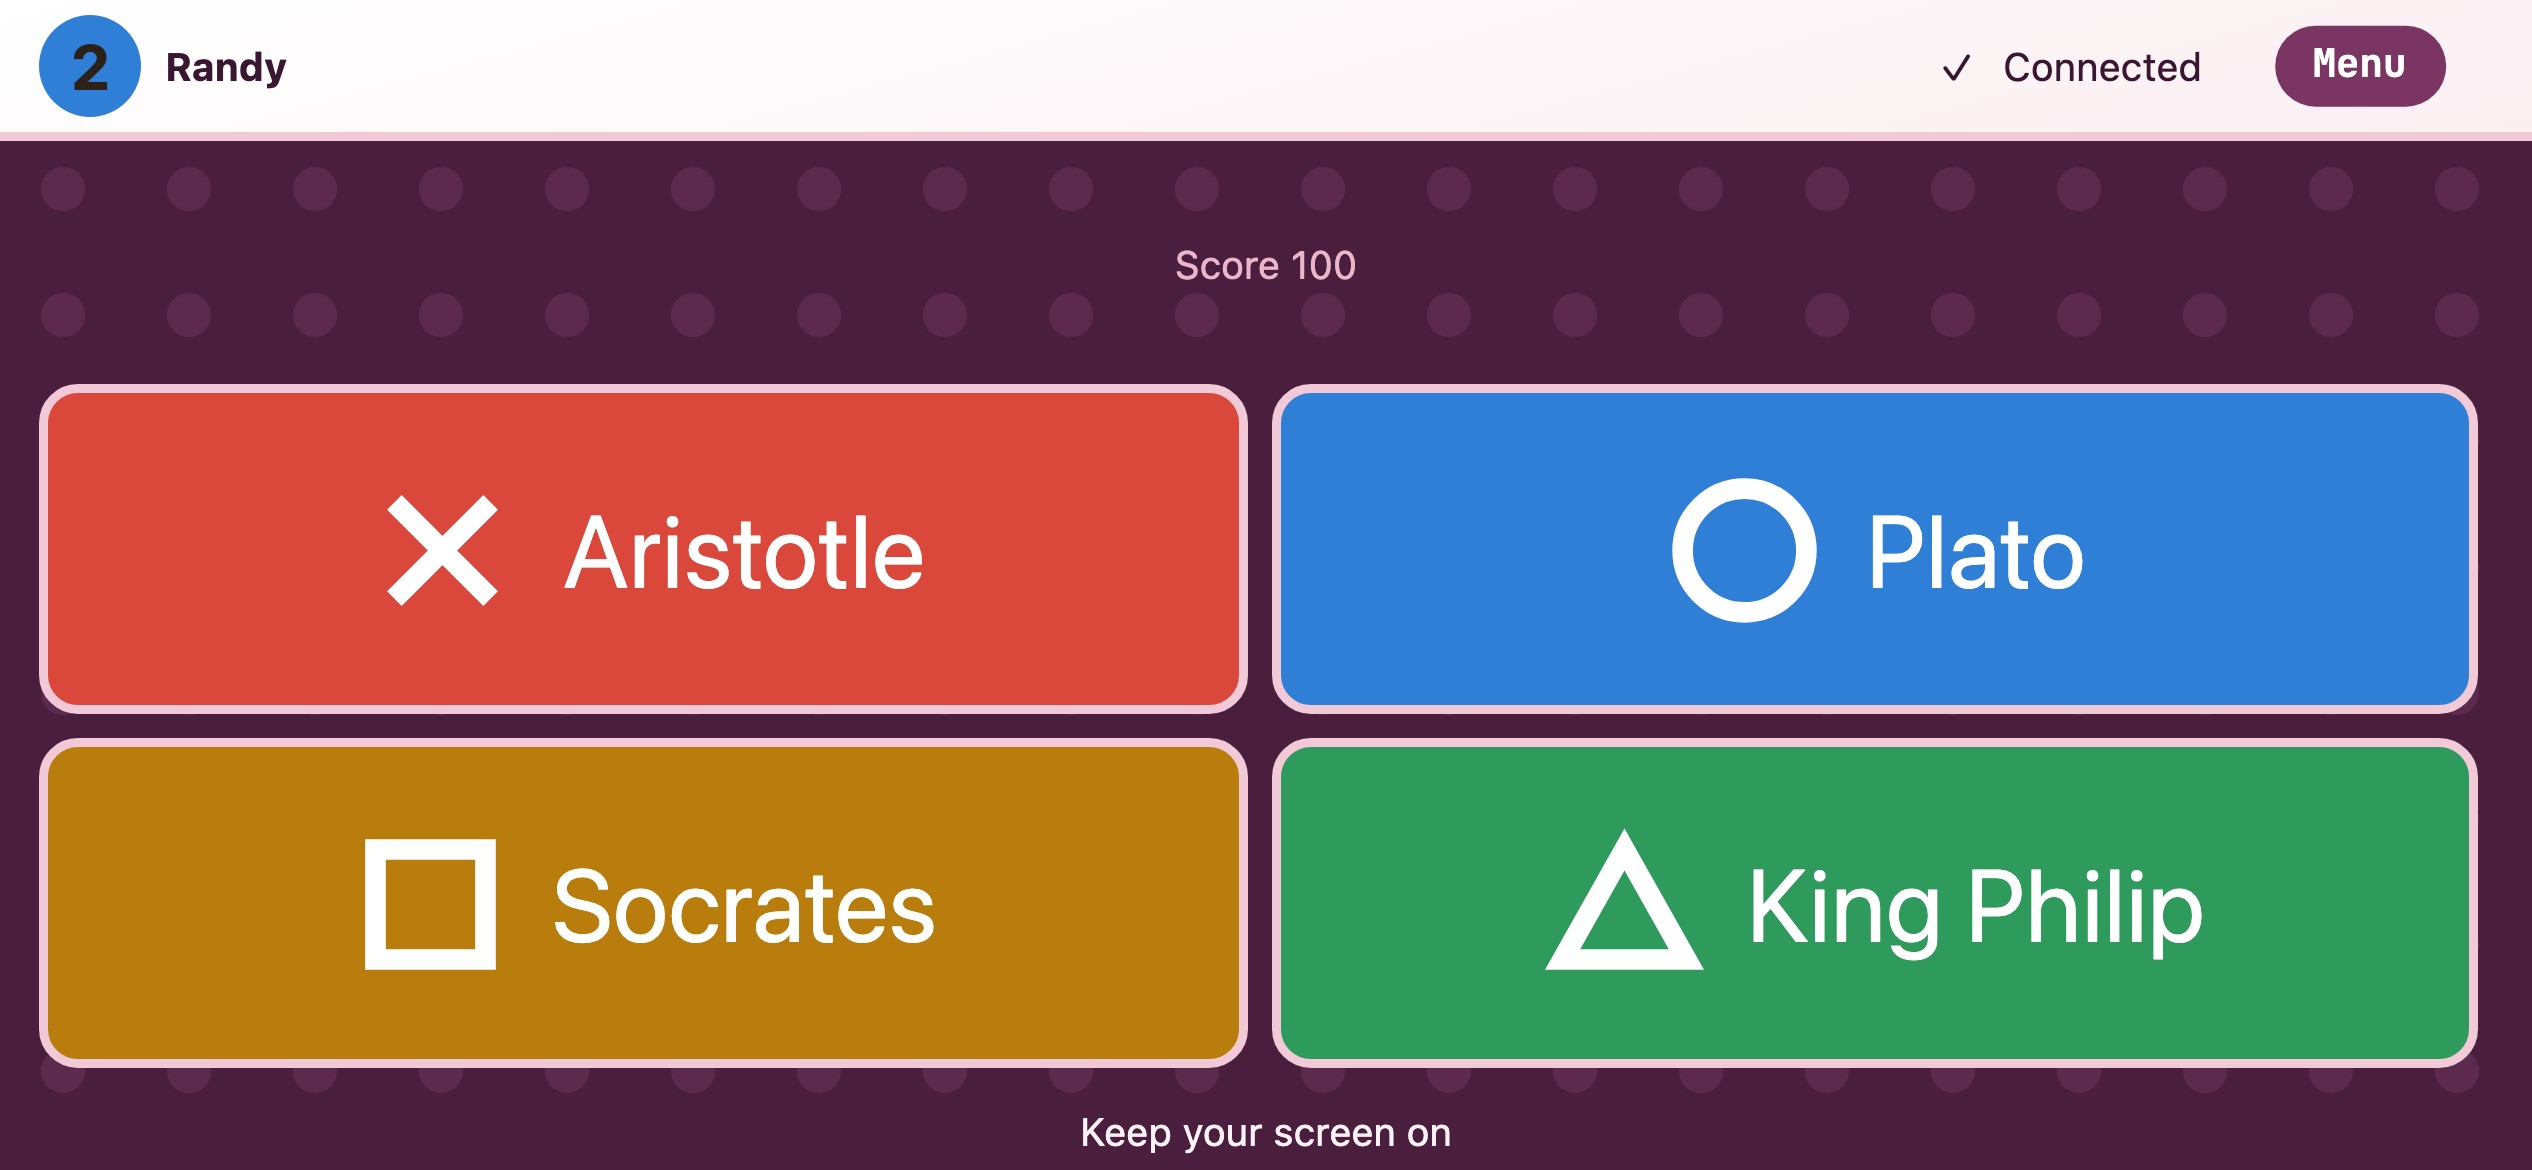 2 Randy ✓ Connected Menu
Score 100
Aristotle Plato
Socrates King Philip
Keep your screen on